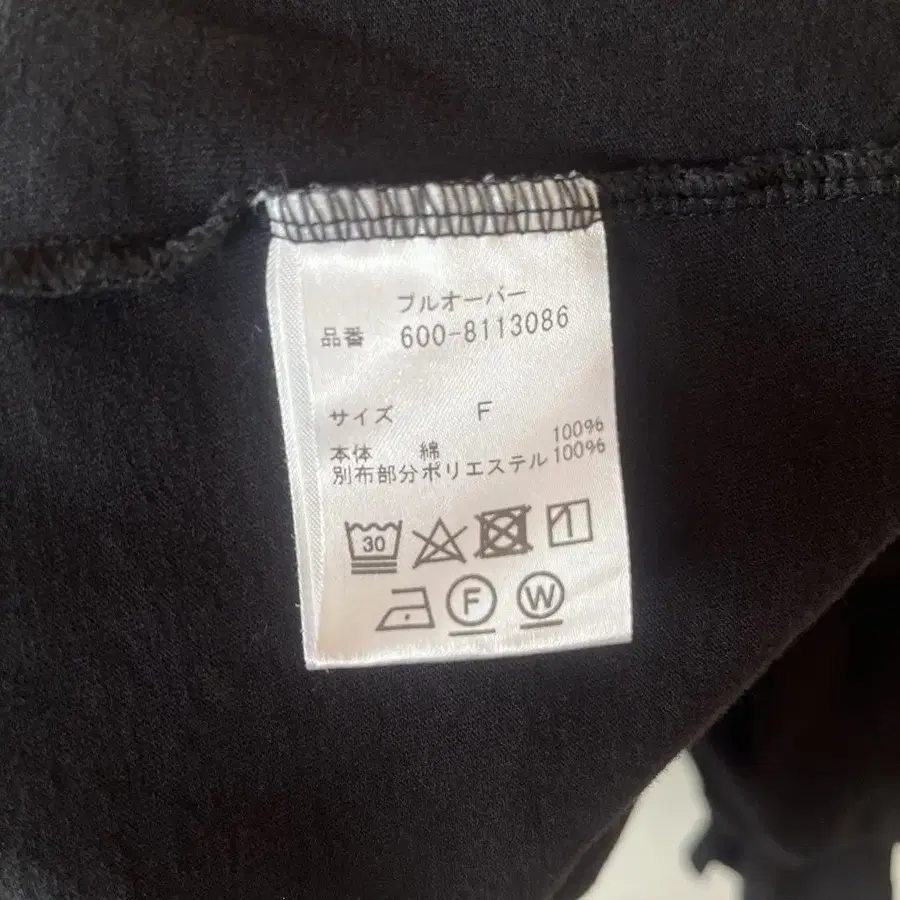 プルオーバー
品番 600-8113086
サイズ F
本体 綿 100%
別布部分ポリエステル 100%
30
F W